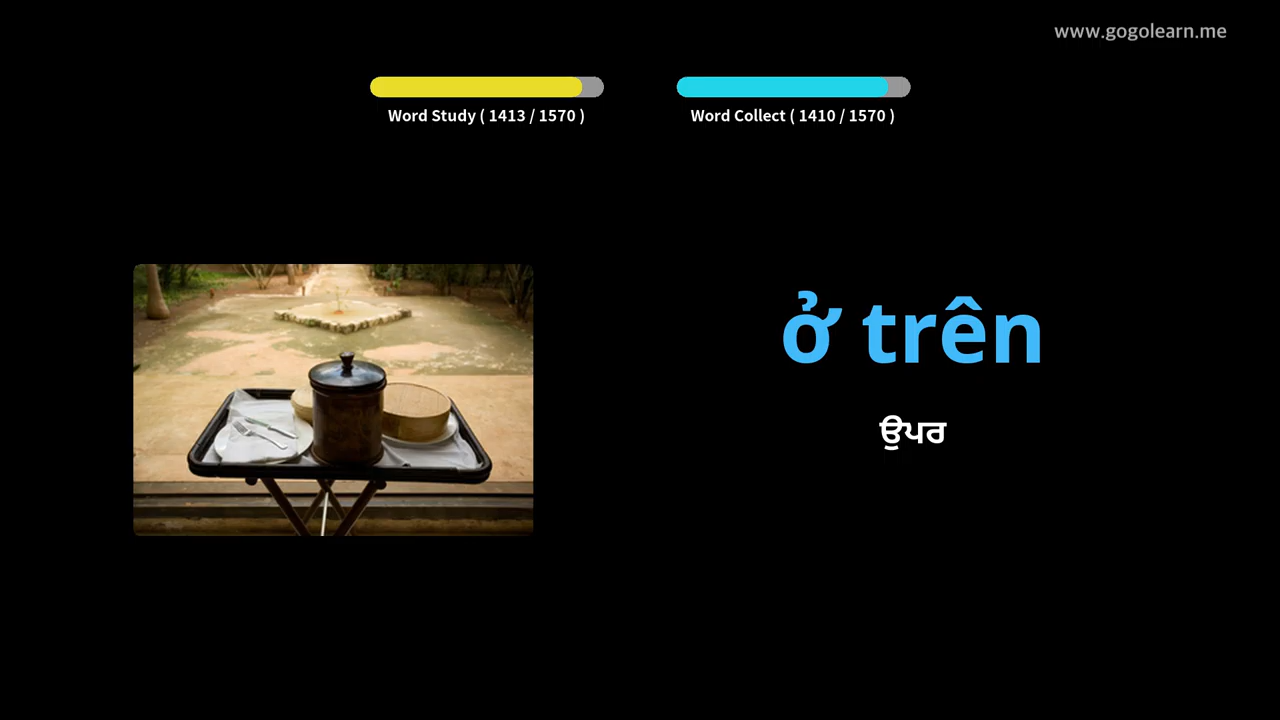 www.gogolearn.me
Word Study ( 1413 / 1570 )
Word Collect ( 1410 / 1570 )
ở trên
ਉਪਰ